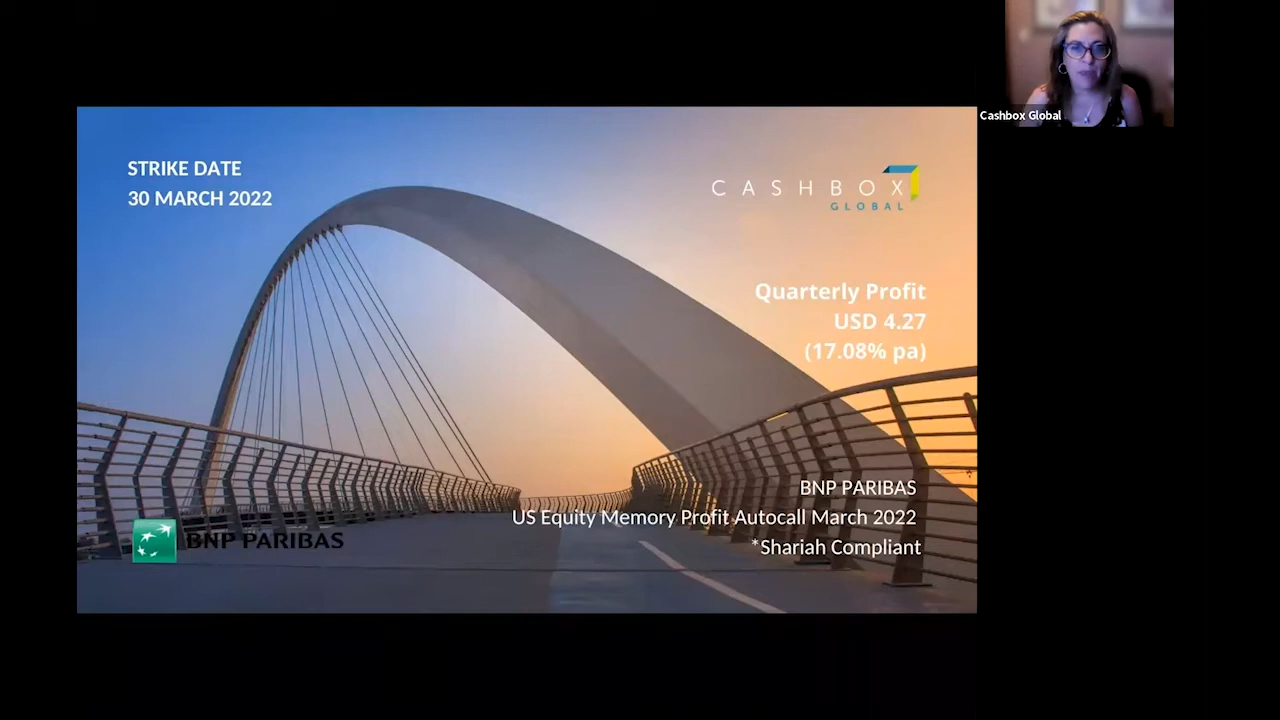 Cashbox Global
STRIKE DATE
30 MARCH 2022
CASHBOX
GLOBAL
Quarterly Profit
USD 4.27
(17.08% pa)
BNP PARIBAS
US Equity Memory Profit Autocall March 2022
*Shariah Compliant
BNP PARIBAS